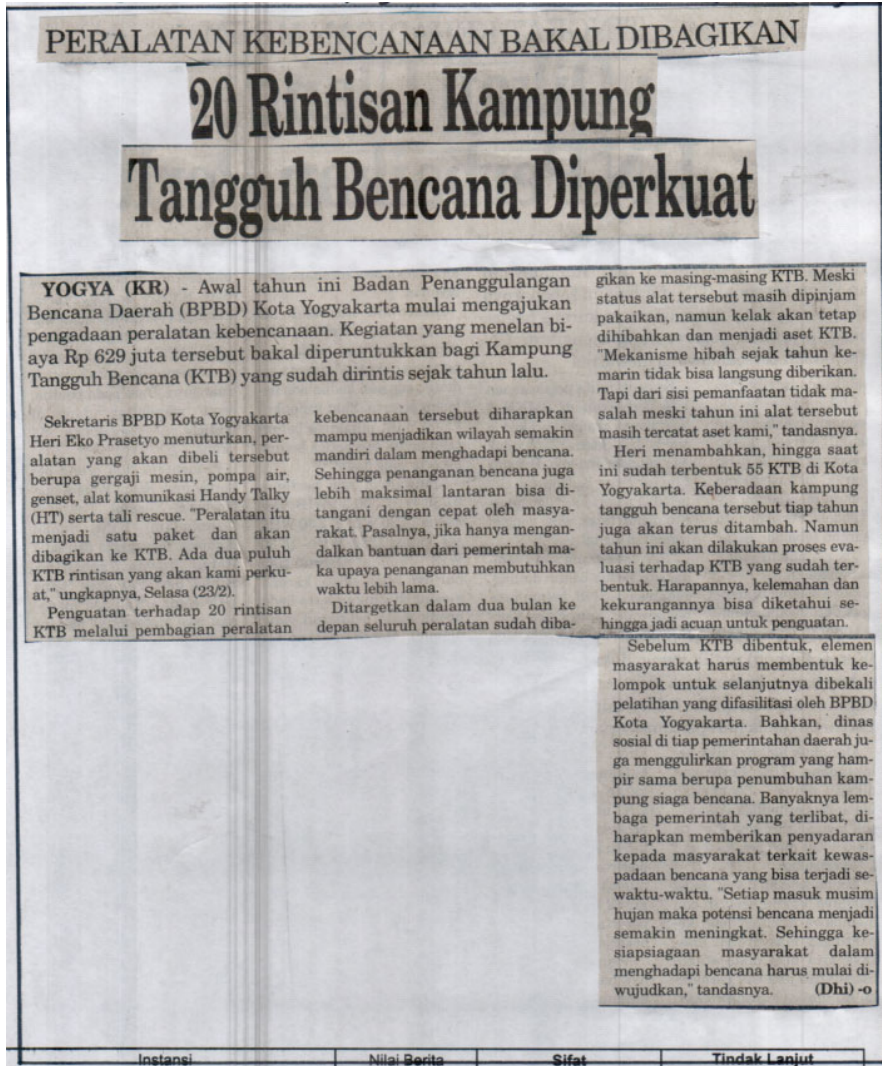 PERALATAN KEBENCANAAN BAKAL DIBAGIKAN
20 Rintisan Kampung
Tangguh Bencana Diperkuat
YOGYA (KR) - Awal tahun ini Badan Penanggulangan
Bencana Daerah (BPBD) Kota Yogyakarta mulai mengajukan
pengadaan peralatan kebencanaan. Kegiatan yang menelan bi-
aya Rp 629 juta tersebut bakal diperuntukkan bagi Kampung
Tangguh Bencana (KTB) yang sudah dirintis sejak tahun lalu.
Sekretaris BPBD Kota Yogyakarta
Heri Eko Prasetyo menuturkan, per-
alatan yang akan dibeli tersebut
berupa gergaji mesin, pompa air,
genset, alat komunikasi Handy Talky
(HT) serta tali rescue. "Peralatan itu
menjadi satu paket dan akan
dibagikan ke KTB. Ada dua puluh
KTB rintisan yang akan kami perku-
at," ungkapnya, Selasa (23/2).
Penguatan terhadap 20 rintisan
KTB melalui pembagian peralatan
kebencanaan tersebut diharapkan
mampu menjadikan wilayah semakin
mandiri dalam menghadapi bencana.
Sehingga penanganan bencana juga
lebih maksimal lantaran bisa di-
tangani dengan cepat oleh masya-
rakat. Pasalnya, jika hanya mengan-
dalkan bantuan dari pemerintah ma-
ka upaya penanganan membutuhkan
waktu lebih lama.
Ditargetkan dalam dua bulan ke
depan seluruh peralatan sudah diba-
gikan ke masing-masing KTB. Meski
status alat tersebut masih dipinjam
pakaikan, namun kelak akan tetap
dihibahkan dan menjadi aset KTB.
"Mekanisme hibah sejak tahun ke-
marin tidak bisa langsung diberikan.
Tapi dari sisi pemanfaatan tidak ma-
salah meski tahun ini alat tersebut
masih tercatat aset kami," tandasnya.
Heri menambahkan, hingga saat
ini sudah terbentuk 55 KTB di Kota
Yogyakarta. Keberadaan kampung
tangguh bencana tersebut tiap tahun
juga akan terus ditambah. Namun
tahun ini akan dilakukan proses eva-
luasi terhadap KTB yang sudah ter-
bentuk. Harapannya, kelemahan dan
kekurangannya bisa diketahui se-
hingga jadi acuan untuk penguatan.
Sebelum KTB dibentuk, elemen
masyarakat harus membentuk ke-
lompok untuk selanjutnya dibekali
pelatihan yang difasilitasi oleh BPBD
Kota Yogyakarta. Bahkan, dinas
sosial di tiap pemerintahan daerah ju-
ga menggulirkan program yang ham-
pir sama berupa penumbuhan kam-
pung siaga bencana. Banyaknya lem-
baga pemerintah yang terlibat, di-
harapkan memberikan penyadaran
kepada masyarakat terkait kewas-
padaan bencana yang bisa terjadi se-
waktu-waktu. "Setiap masuk musim
hujan maka potensi bencana menjadi
semakin meningkat. Sehingga ke-
siapsiagaan masyarakat dalam
menghadapi bencana harus mulai di-
wujudkan," tandasnya. (Dhi) -o
Instansi Nilai Berita Sifat Tindak Lanjut